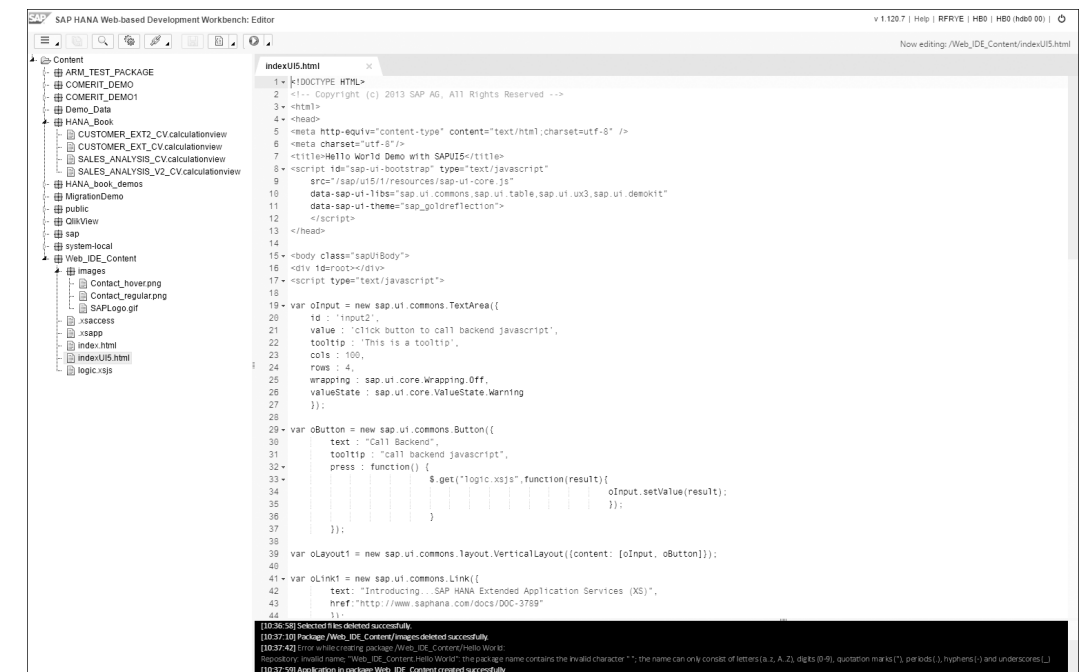 SAP SAP HANA Web-based Development Workbench: Editor
v 1.120.7 | Help | RFRYE | HB0 | HB0 (hdb0 00) |
Now editing: /Web_IDE_Content/indexUI5.html
Content
ARM_TEST_PACKAGE
COMERIT_DEMO
COMERIT_DEMO1
Demo_Data
HANA_Book
CUSTOMER_EXT2_CV.calculationview
CUSTOMER_EXT_CV.calculationview
SALES_ANALYSIS_CV.calculationview
SALES_ANALYSIS_V2_CV.calculationview
HANA_book_demos
MigrationDemo
public
QlikView
sap
system-local
Web_IDE_Content
images
Contact_hover.png
Contact_regular.png
SAPLogo.gif
.xsaccess
.xsapp
index.html
indexUI5.html
logic.xsjs
indexUI5.html
1 <!DOCTYPE HTML>
2 <!-- Copyright (c) 2013 SAP AG, All Rights Reserved -->
3 <html>
4 <head>
5 <meta http-equiv="content-type" content="text/html;charset=utf-8" />
6 <meta charset="utf-8"/>
7 <title>Hello World Demo with SAPUI5</title>
8 <script id="sap-ui-bootstrap" type="text/javascript"
9 src="/sap/ui5/1/resources/sap-ui-core.js"
10 data-sap-ui-libs="sap.ui.commons,sap.ui.table,sap.ui.ux3,sap.ui.demokit"
11 data-sap-ui-theme="sap_goldreflection">
12 </script>
13 </head>
14
15 <body class="sapUiBody">
16 <div id=root></div>
17 <script type="text/javascript">
18
19 var oInput = new sap.ui.commons.TextArea({
20 id : 'input2',
21 value : 'click button to call backend javascript',
22 tooltip : 'This is a tooltip',
23 cols : 100,
24 rows : 4,
25 wrapping : sap.ui.core.Wrapping.Off,
26 valueState : sap.ui.core.ValueState.Warning
27 });
28
29 var oButton = new sap.ui.commons.Button({
30 text : "Call Backend",
31 tooltip : "call backend javascript",
32 press : function() {
33 $.get("logic.xsjs",function(result){
34 oInput.setValue(result);
35 });
36 }
37 });
38
39 var oLayout1 = new sap.ui.commons.layout.VerticalLayout({content: [oInput, oButton]});
40
41 var oLink1 = new sap.ui.commons.Link({
42 text: "Introducing...SAP HANA Extended Application Services (XS)",
43 href:"http://www.saphana.com/docs/DOC-3789"
44 });
[10:36:58] Selected files deleted successfully.
[10:37:10] Package /Web_IDE_Content/images deleted successfully.
[10:37:42] Error while creating package /Web_IDE_Content/Hello World:
Repository: Invalid name; "Web_IDE_Content.Hello World": the package name contains the invalid character " "; the name can only consist of letters (a..z, A..Z), digits (0-9), quotation marks ("), periods (.), hyphens (-) and underscores (_)
[10:37:59] Application in package Web_IDE_Content created successfully.